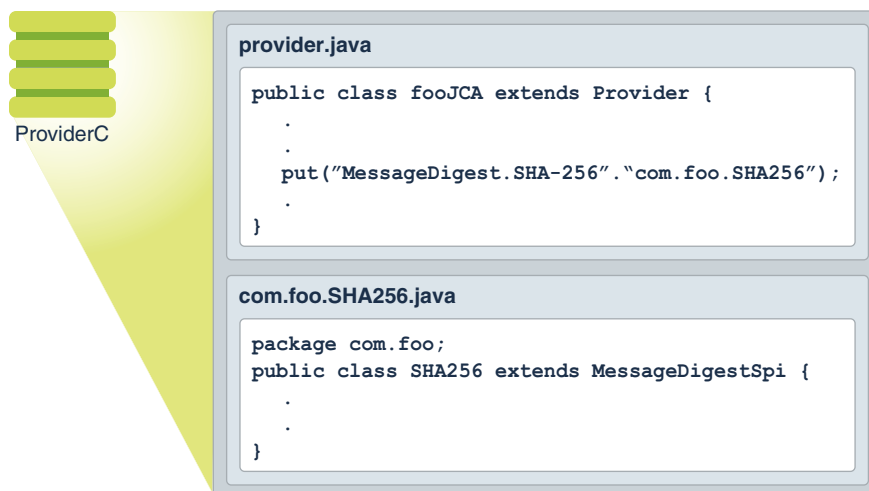 ProviderC
provider.java
public class fooJCA extends Provider {
.
.
put(”MessageDigest.SHA-256”.“com.foo.SHA256”);
.
}
com.foo.SHA256.java
package com.foo;
public class SHA256 extends MessageDigestSpi {
.
.
}